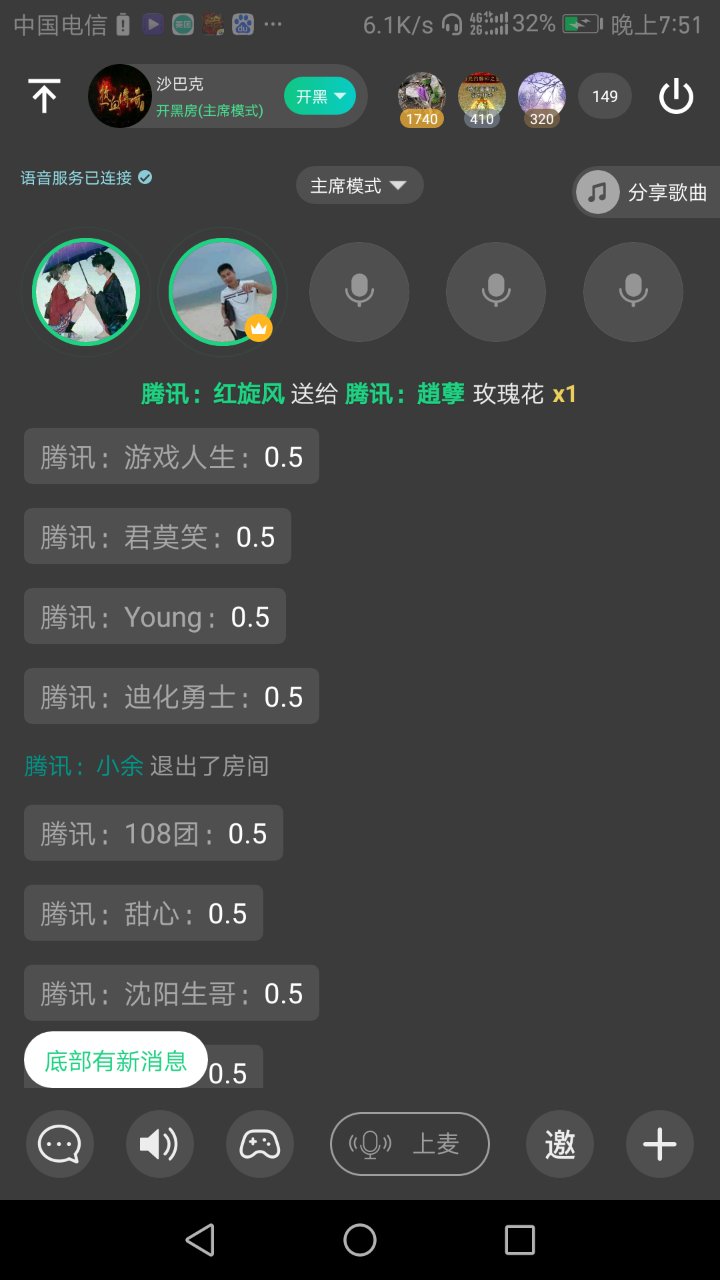 中国电信
6.1K/s 4G 2G 32% 晚上7:51
沙巴克
开黑房(主席模式)
开黑
1740
410
320
149
语音服务已连接
主席模式
分享歌曲
腾讯：红旋风 送给 腾讯：趙孽 玫瑰花 x1
腾讯：游戏人生：0.5
腾讯：君莫笑：0.5
腾讯：Young：0.5
腾讯：迪化勇士：0.5
腾讯：小余 退出了房间
腾讯：108团：0.5
腾讯：甜心：0.5
腾讯：沈阳生哥：0.5
底部有新消息
0.5
上麦
邀